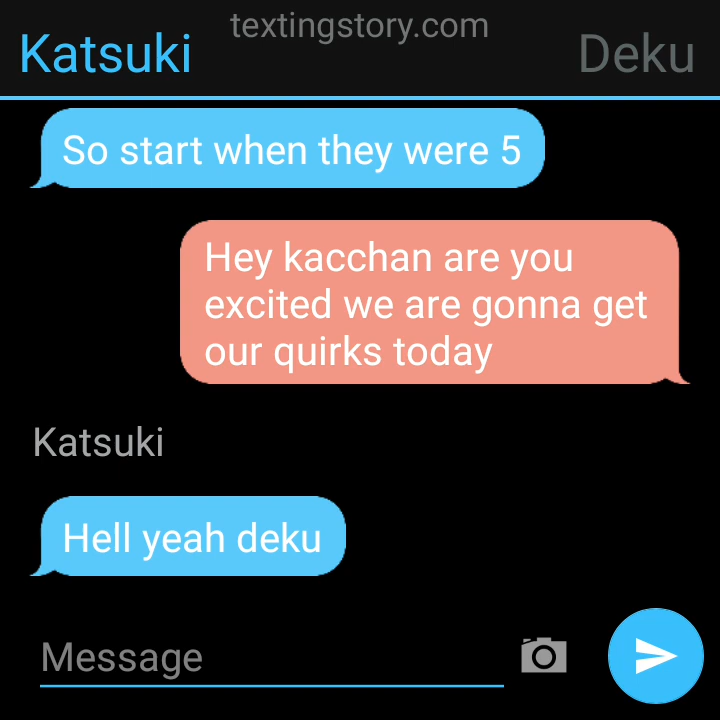 textingstory.com
Katsuki
Deku
So start when they were 5
Hey kacchan are you
excited we are gonna get
our quirks today
Katsuki
Hell yeah deku
Message